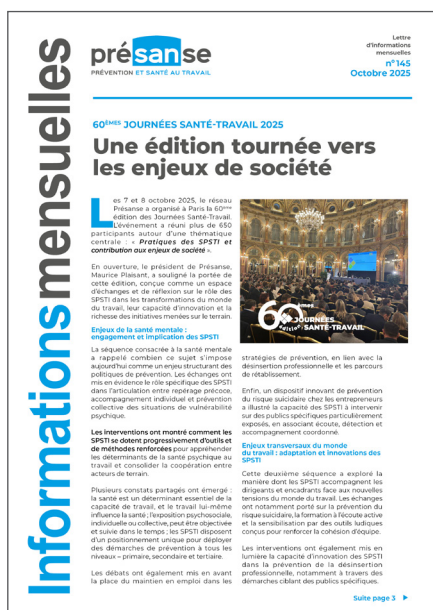 Informationsmensuelles
présanse
PRÉVENTION ET SANTÉ AU TRAVAIL
Lettre
d'informations
mensuelles
n°145
Octobre 2025
60ÈMES JOURNÉES SANTÉ-TRAVAIL 2025
Une édition tournée vers
les enjeux de société
Les 7 et 8 octobre 2025, le réseau
Présanse a organisé à Paris la 60ème
édition des Journées Santé-Travail.
L'événement a réuni plus de 650
participants autour d'une thématique
centrale : « Pratiques des SPSTI et
contribution aux enjeux de société ».
En ouverture, le président de Présanse,
Maurice Plaisant, a souligné la portée de
cette édition, conçue comme un espace
d'échanges et de réflexion sur le rôle des
SPSTI dans les transformations du monde
du travail, leur capacité d'innovation et la
richesse des initiatives menées sur le terrain.
Enjeux de la santé mentale :
engagement et implication des SPSTI
La séquence consacrée à la santé mentale
a rappelé combien ce sujet s'impose
aujourd'hui comme un enjeu structurant des
politiques de prévention. Les échanges ont
mis en évidence le rôle spécifique des SPSTI
dans l'articulation entre repérage précoce,
accompagnement individuel et prévention
collective des situations de vulnérabilité
psychique.
Les interventions ont montré comment les
SPSTI se dotent progressivement d'outils et
de méthodes renforcées pour appréhender
les déterminants de la santé psychique au
travail et consolider la coopération entre
acteurs de terrain.
Plusieurs constats partagés ont émergé :
la santé est un déterminant essentiel de la
capacité de travail, et le travail lui-même
influence la santé ; l'exposition psychosociale,
individuelle ou collective, peut être objectivée
et suivie dans le temps ; les SPSTI disposent
d'un positionnement unique pour déployer
des démarches de prévention à tous les
niveaux – primaire, secondaire et tertiaire.
Les débats ont également mis en avant
la place du maintien en emploi dans les
60èmes
édition
JOURNÉES
SANTÉ-TRAVAIL
stratégies de prévention, en lien avec la
désinsertion professionnelle et les parcours
de rétablissement.
Enfin, un dispositif innovant de prévention
du risque suicidaire chez les entrepreneurs
a illustré la capacité des SPSTI à intervenir
sur des publics spécifiques particulièrement
exposés, en associant écoute, détection et
accompagnement coordonné.
Enjeux transversaux du monde
du travail : adaptation et innovations des
SPSTI
Cette deuxième séquence a exploré la
manière dont les SPSTI accompagnent les
dirigeants et encadrants face aux nouvelles
tensions du monde du travail. Les échanges
ont notamment porté sur la prévention du
risque suicidaire, la formation à l'écoute active
et la sensibilisation par des outils ludiques
conçus pour renforcer la cohésion d'équipe.
Les interventions ont également mis en
lumière la capacité d'innovation des SPSTI
dans la prévention de la désinsertion
professionnelle, notamment à travers des
démarches ciblant des publics spécifiques.
Suite page 3 ►